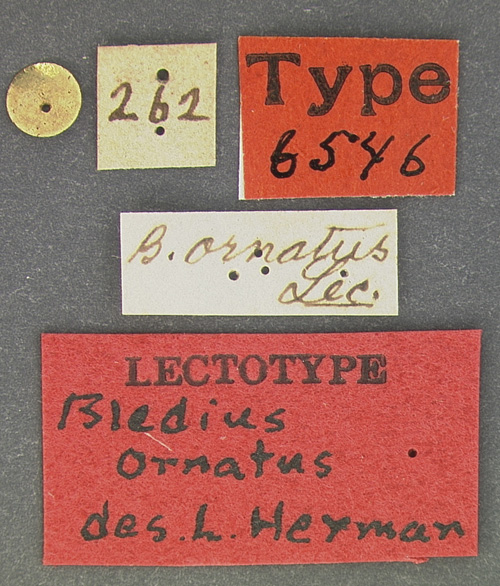 262
Type
6546
B. ornatus
Lec.
LECTOTYPE
Bledius
ornatus
des. L. Herman